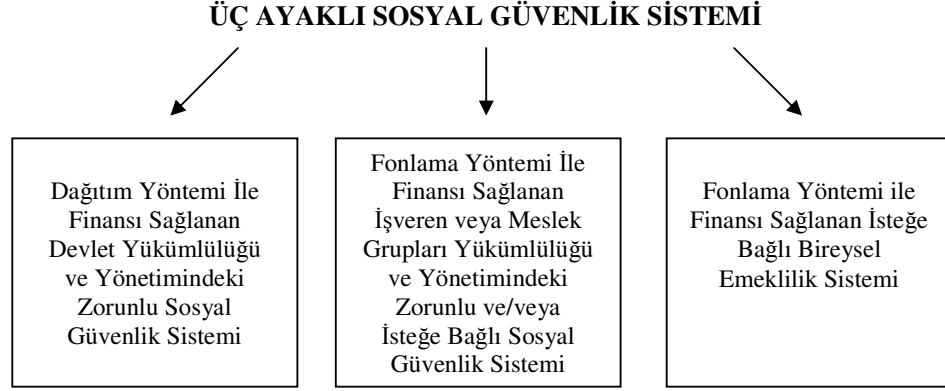 ÜÇ AYAKLI SOSYAL GÜVENLİK SİSTEMİ
Dağıtım Yöntemi İle
Finansı Sağlanan
Devlet Yükümlülüğü
ve Yönetimindeki
Zorunlu Sosyal
Güvenlik Sistemi
Fonlama Yöntemi İle
Finansı Sağlanan
İşveren veya Meslek
Grupları Yükümlülüğü
ve Yönetimindeki
Zorunlu ve/veya
İsteğe Bağlı Sosyal
Güvenlik Sistemi
Fonlama Yöntemi ile
Finansı Sağlanan İsteğe
Bağlı Bireysel
Emeklilik Sistemi